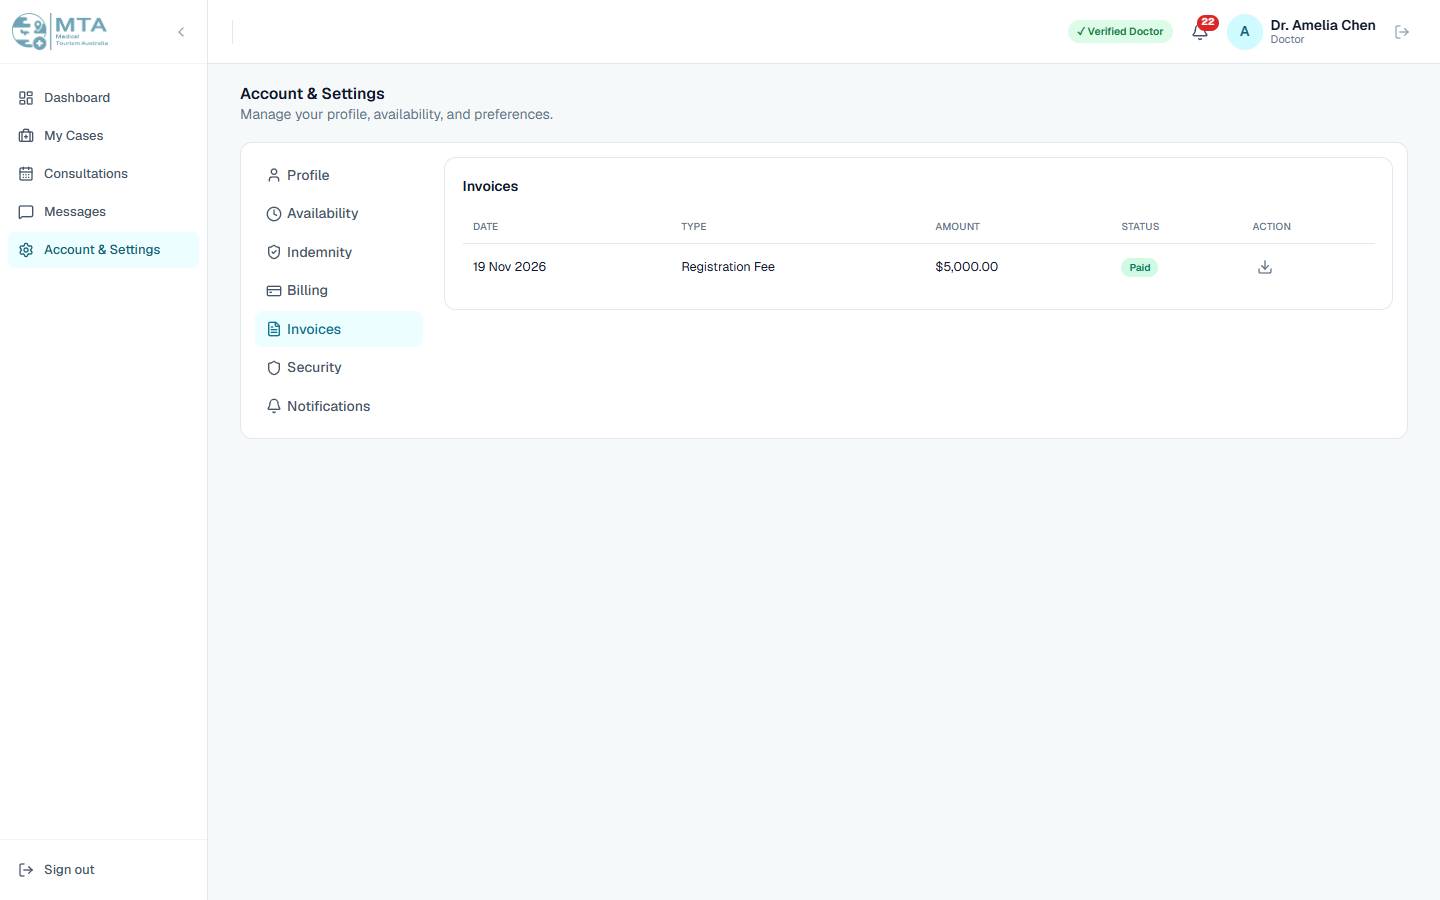 MTA
Medical
Tourism Australia
✓ Verified Doctor
22
A
Dr. Amelia Chen
Doctor
Dashboard
My Cases
Consultations
Messages
Account & Settings
Sign out
Account & Settings
Manage your profile, availability, and preferences.
Profile
Availability
Indemnity
Billing
Invoices
Security
Notifications
Invoices
DATE TYPE AMOUNT STATUS ACTION
19 Nov 2026 Registration Fee $5,000.00 Paid